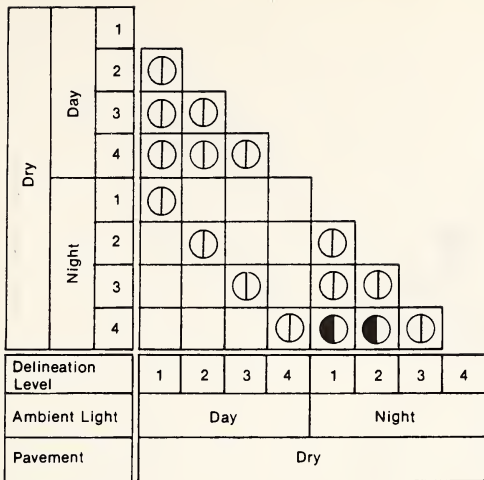 Dry
Day
1
2
3
4
Night
1
2
3
4
Delineation Level 1 2 3 4 1 2 3 4
Ambient Light Day Night
Pavement Dry